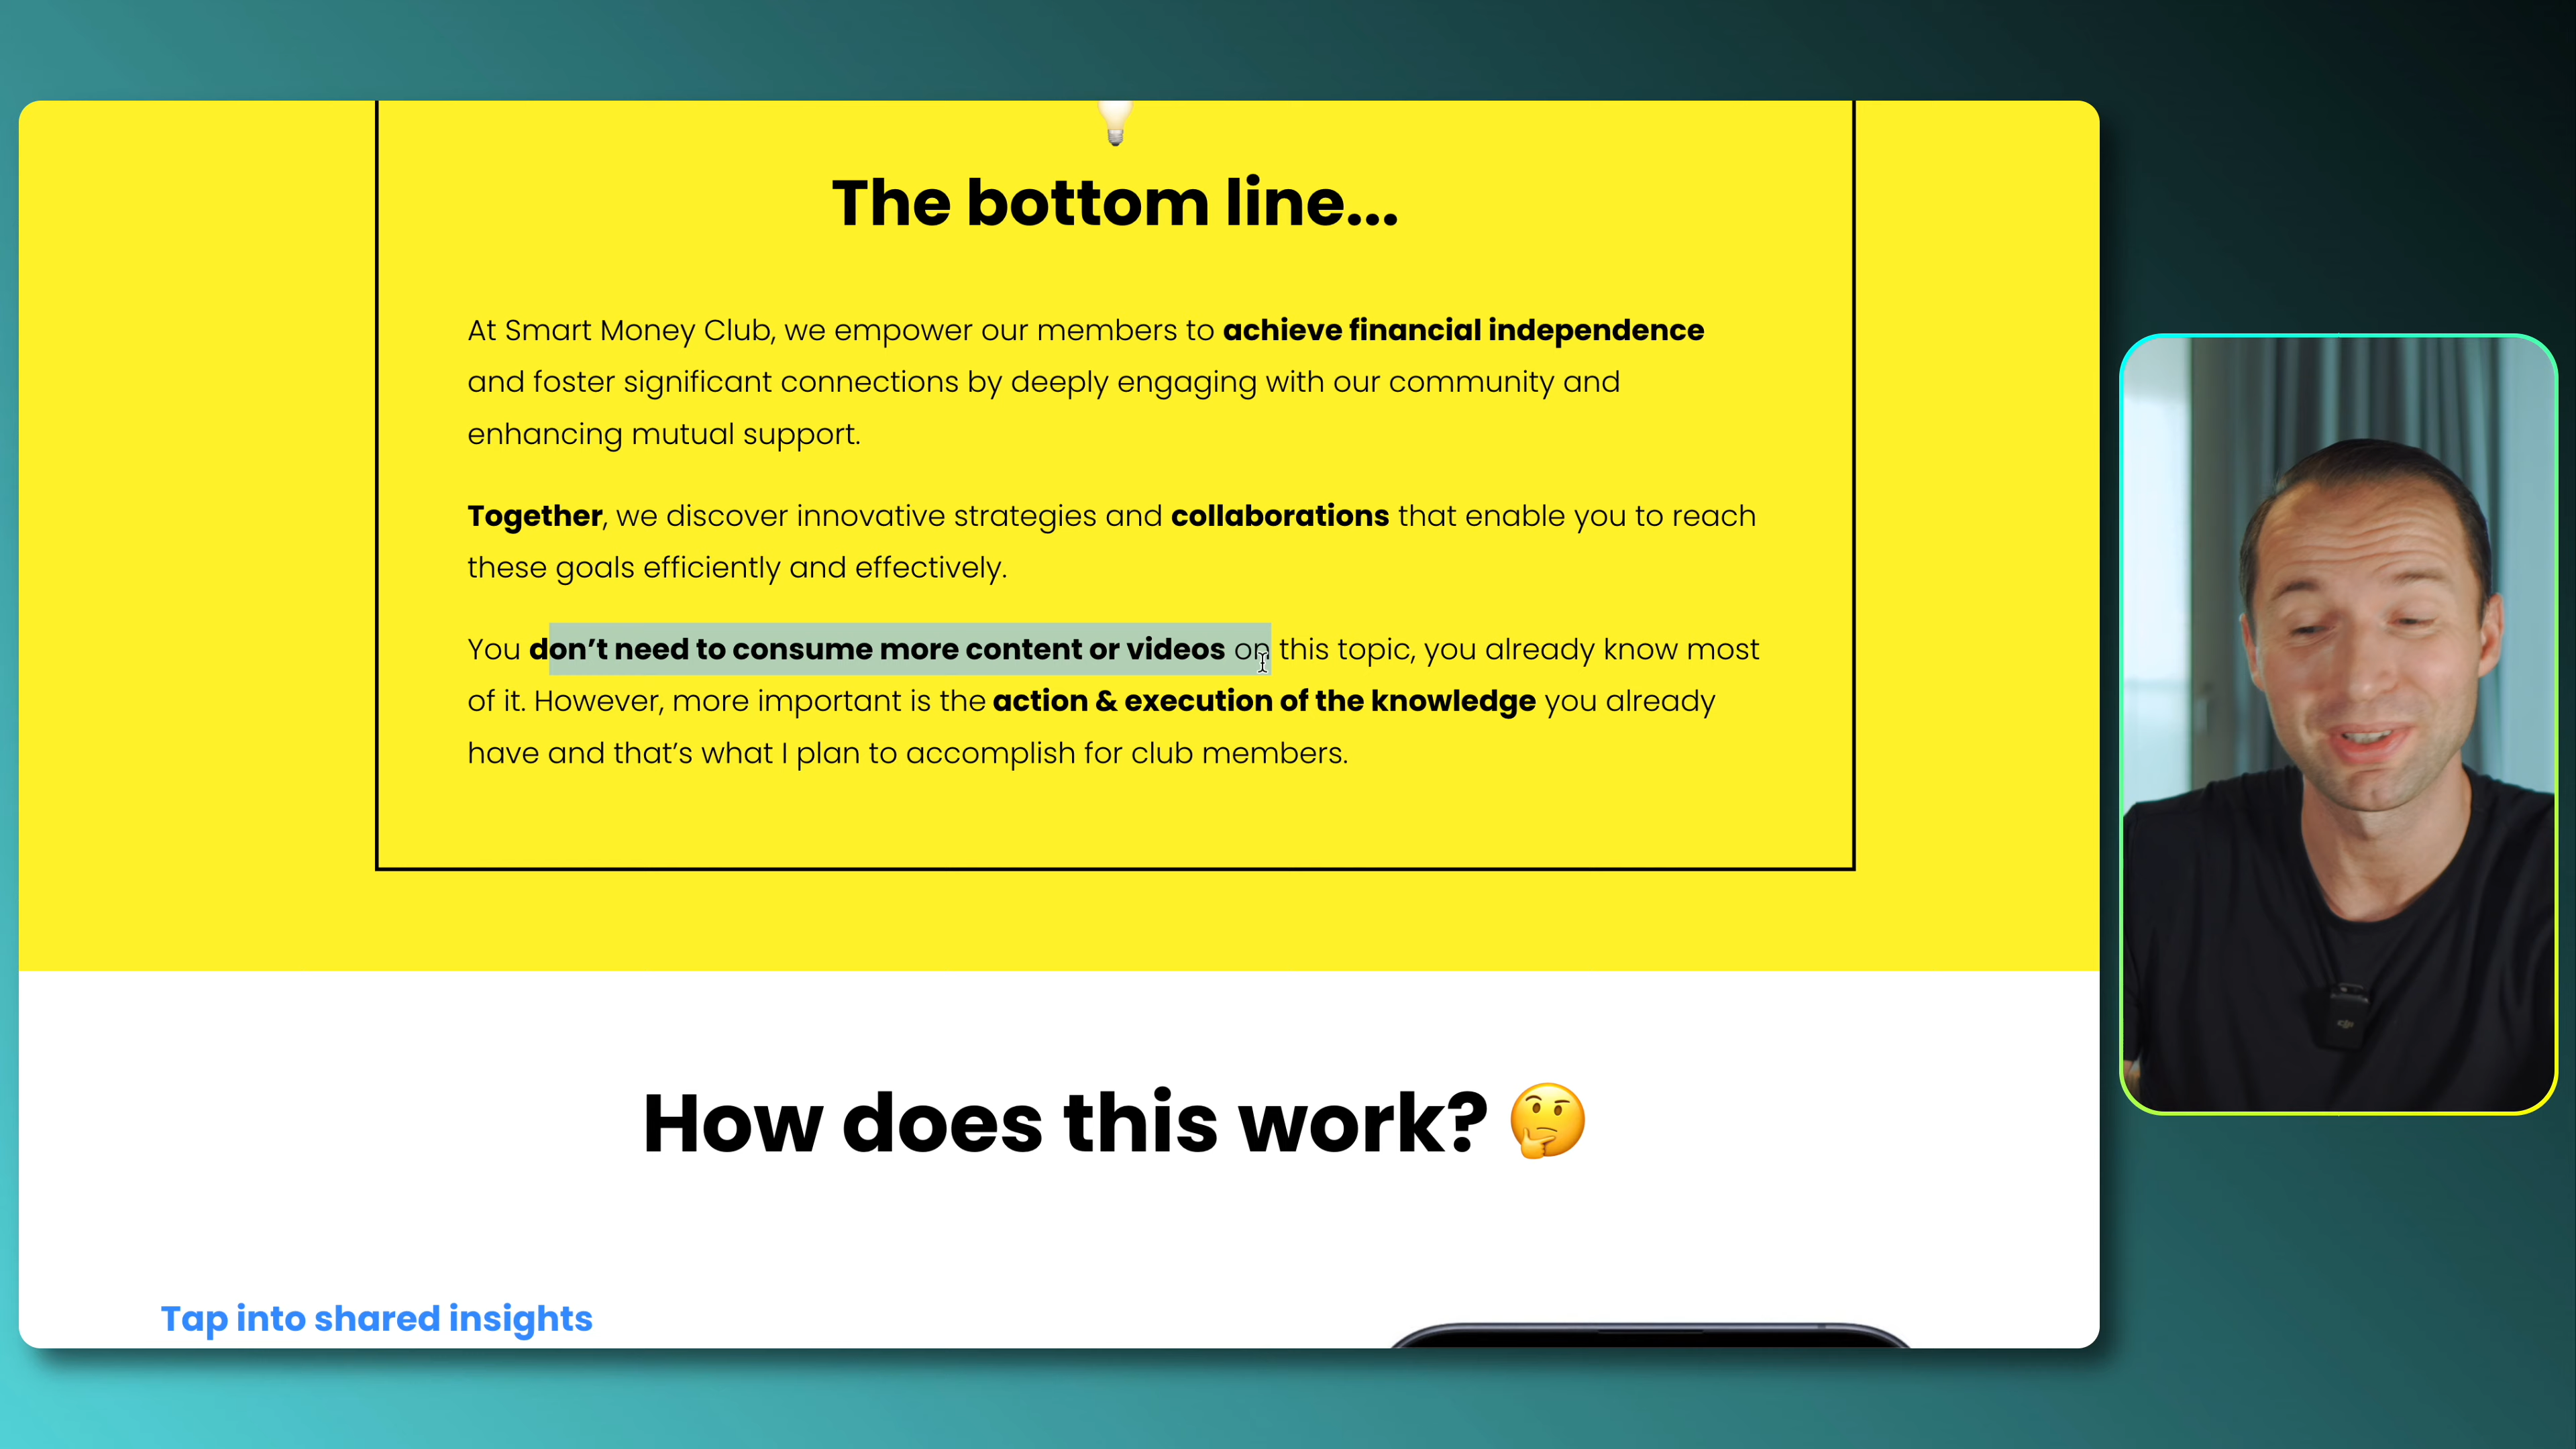 The bottom line...
At Smart Money Club, we empower our members to achieve financial independence
and foster significant connections by deeply engaging with our community and
enhancing mutual support.
Together, we discover innovative strategies and collaborations that enable you to reach
these goals efficiently and effectively.
You don't need to consume more content or videos on this topic, you already know most
of it. However, more important is the action & execution of the knowledge you already
have and that's what I plan to accomplish for club members.
How does this work? 🤔
Tap into shared insights
dji